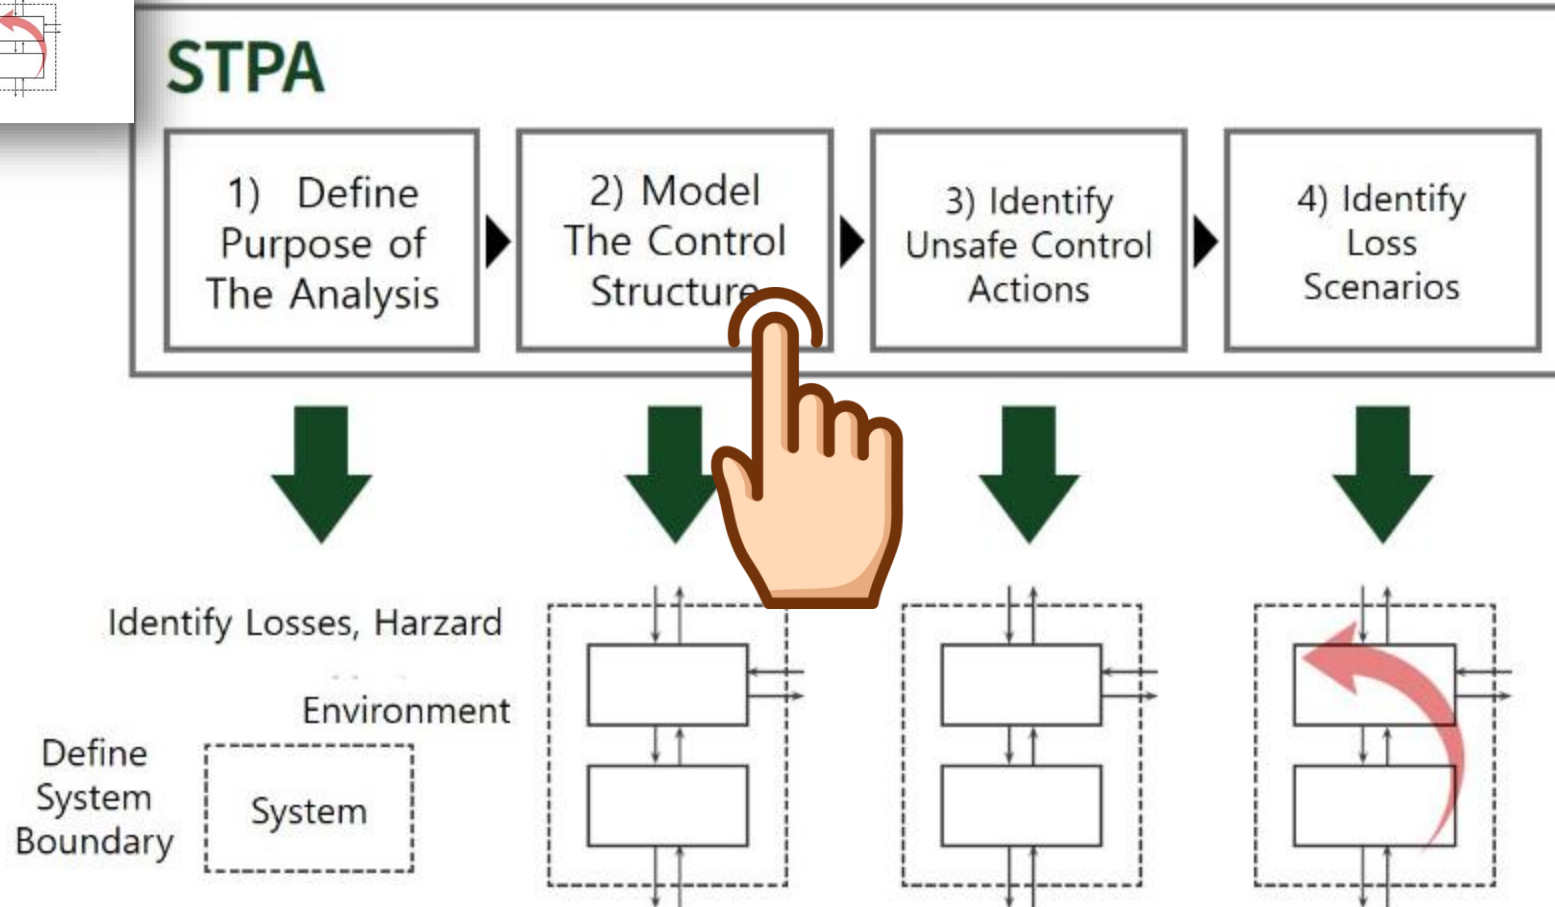 STPA
1) Define
Purpose of
The Analysis
2) Model
The Control
Structure
3) Identify
Unsafe Control
Actions
4) Identify
Loss
Scenarios
Identify Losses, Harzard
Environment
Define
System
Boundary
System